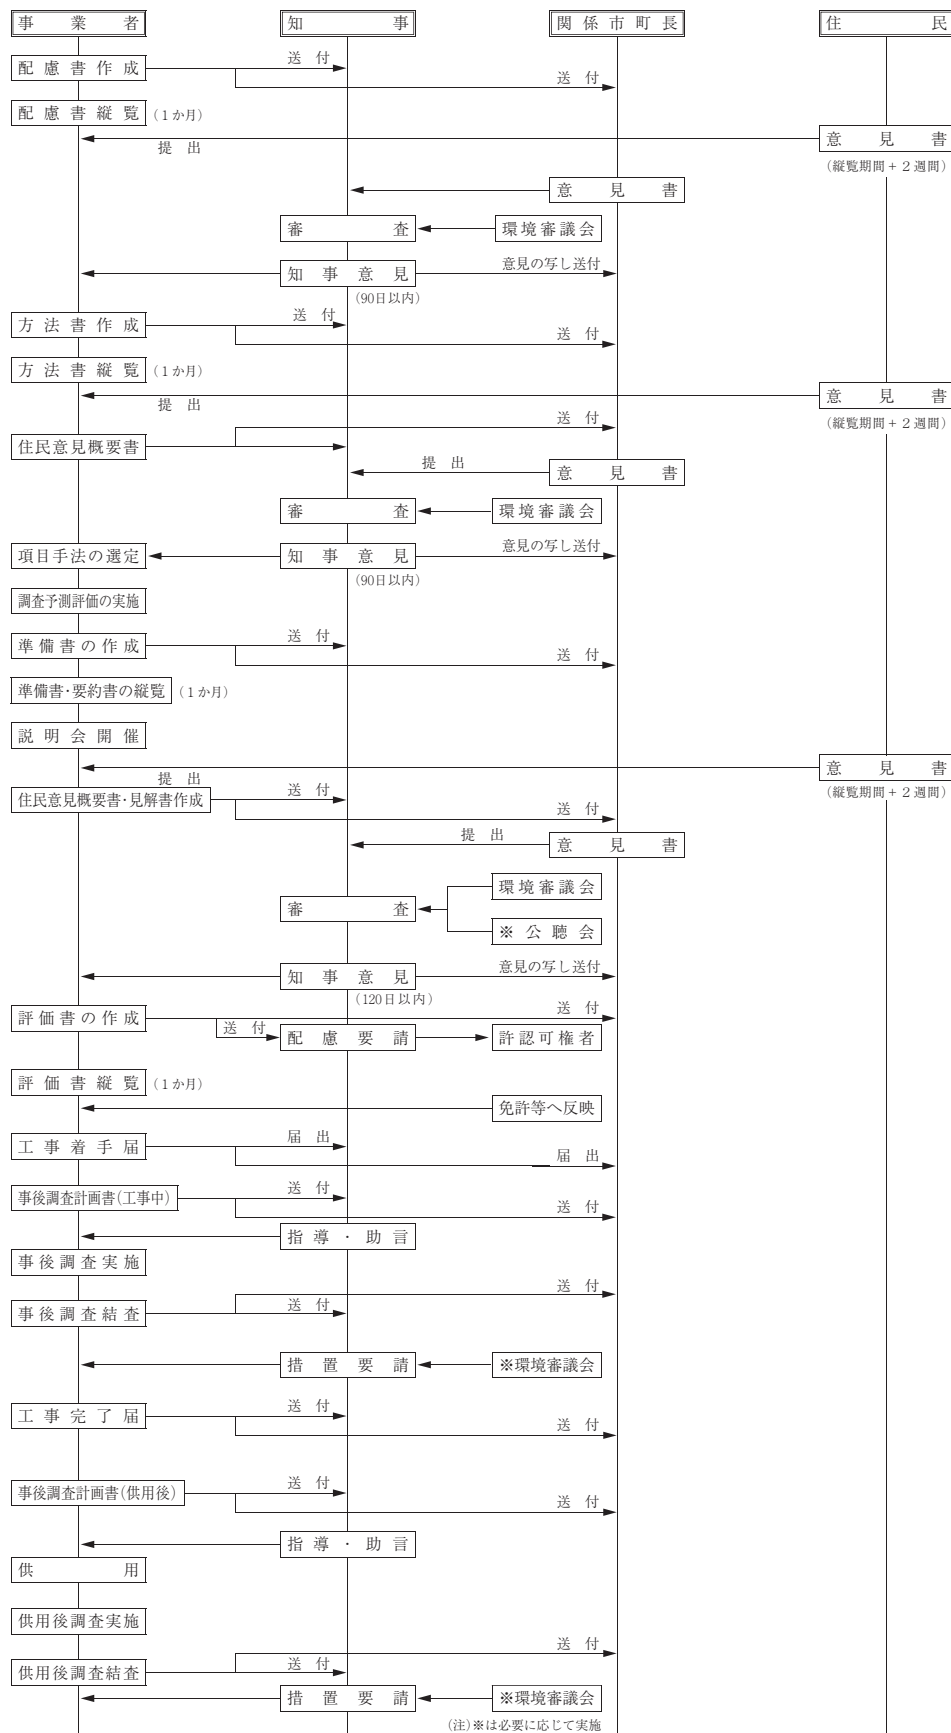 事業者 知事 関係市町長 住民
送付
配慮書作成
送付
配慮書縦覧 (1か月)
意見書
提出
(縦覧期間+2週間)
意見書
審査 環境審議会
知事意見 意見の写し送付
(90日以内)
方法書作成 送付
送付
方法書縦覧 (1か月)
意見書
提出
(縦覧期間+2週間)
送付
住民意見概要書
提出
意見書
審査 環境審議会
項目手法の選定 知事意見 意見の写し送付
(90日以内)
調査予測評価の実施
準備書の作成 送付
送付
準備書・要約書の縦覧 (1か月)
説明会開催
意見書
提出
(縦覧期間+2週間)
住民意見概要書・見解書作成 送付
送付
提出
意見書
環境審議会
審査
※公聴会
知事意見 意見の写し送付
(120日以内)
評価書の作成 送付
送付 配慮要請 許認可権者
評価書縦覧 (1か月)
免許等へ反映
工事着手届 届出
届出
事後調査計画書(工事中) 送付
送付
指導・助言
事後調査実施
送付
事後調査結査 送付
措置要請 ※環境審議会
工事完了届 送付
送付
事後調査計画書(供用後) 送付
送付
指導・助言
供用
供用後調査実施
送付
供用後調査結査 送付
措置要請 ※環境審議会
(注)※は必要に応じて実施